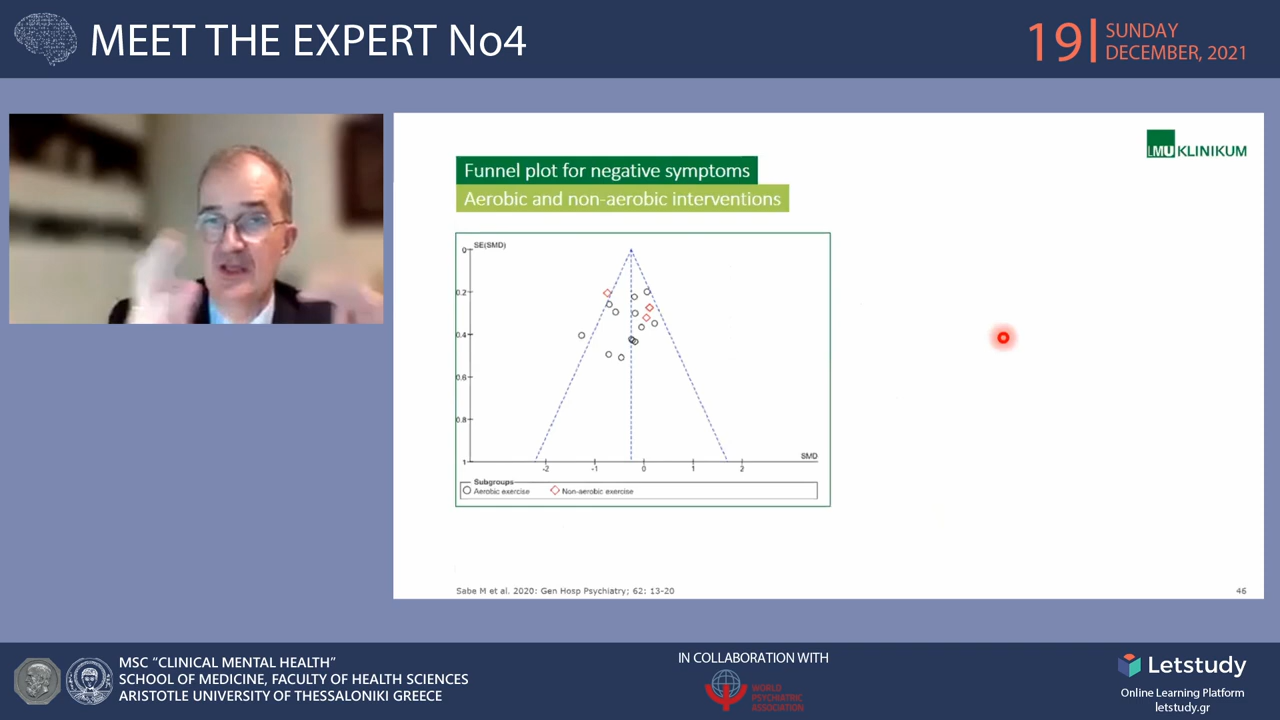 MEET THE EXPERT No4
19
SUNDAY
DECEMBER, 2021
LMU KLINIKUM
Funnel plot for negative symptoms
Aerobic and non-aerobic interventions
SE(SMD)
0
0.2
0.4
0.6
0.8
1
-2
-1
0
1
2
SMD
Subgroups
Aerobic exercise
Non-aerobic exercise
Sabe M et al. 2020: Gen Hosp Psychiatry; 62: 13-20
46
MSC "CLINICAL MENTAL HEALTH"
SCHOOL OF MEDICINE, FACULTY OF HEALTH SCIENCES
ARISTOTLE UNIVERSITY OF THESSALONIKI GREECE
IN COLLABORATION WITH
WORLD
PSYCHIATRIC
ASSOCIATION
Letstudy
Online Learning Platform
letstudy.gr